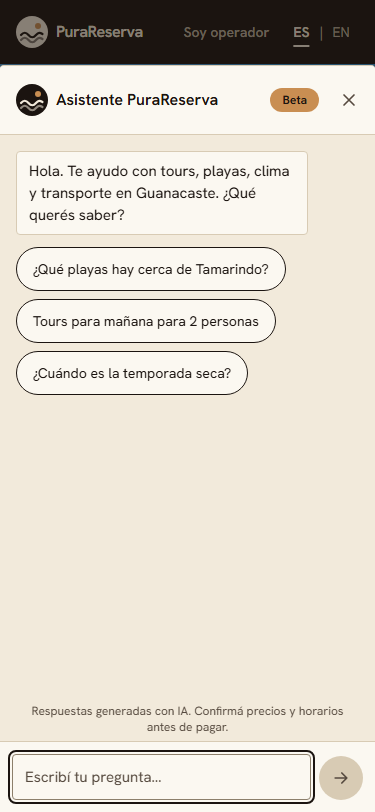 PuraReserva Soy operador ES | EN
Asistente PuraReserva Beta
Hola. Te ayudo con tours, playas, clima
y transporte en Guanacaste. ¿Qué
querés saber?
¿Qué playas hay cerca de Tamarindo?
Tours para mañana para 2 personas
¿Cuándo es la temporada seca?
Respuestas generadas con IA. Confirmá precios y horarios
antes de pagar.
Escribí tu pregunta...